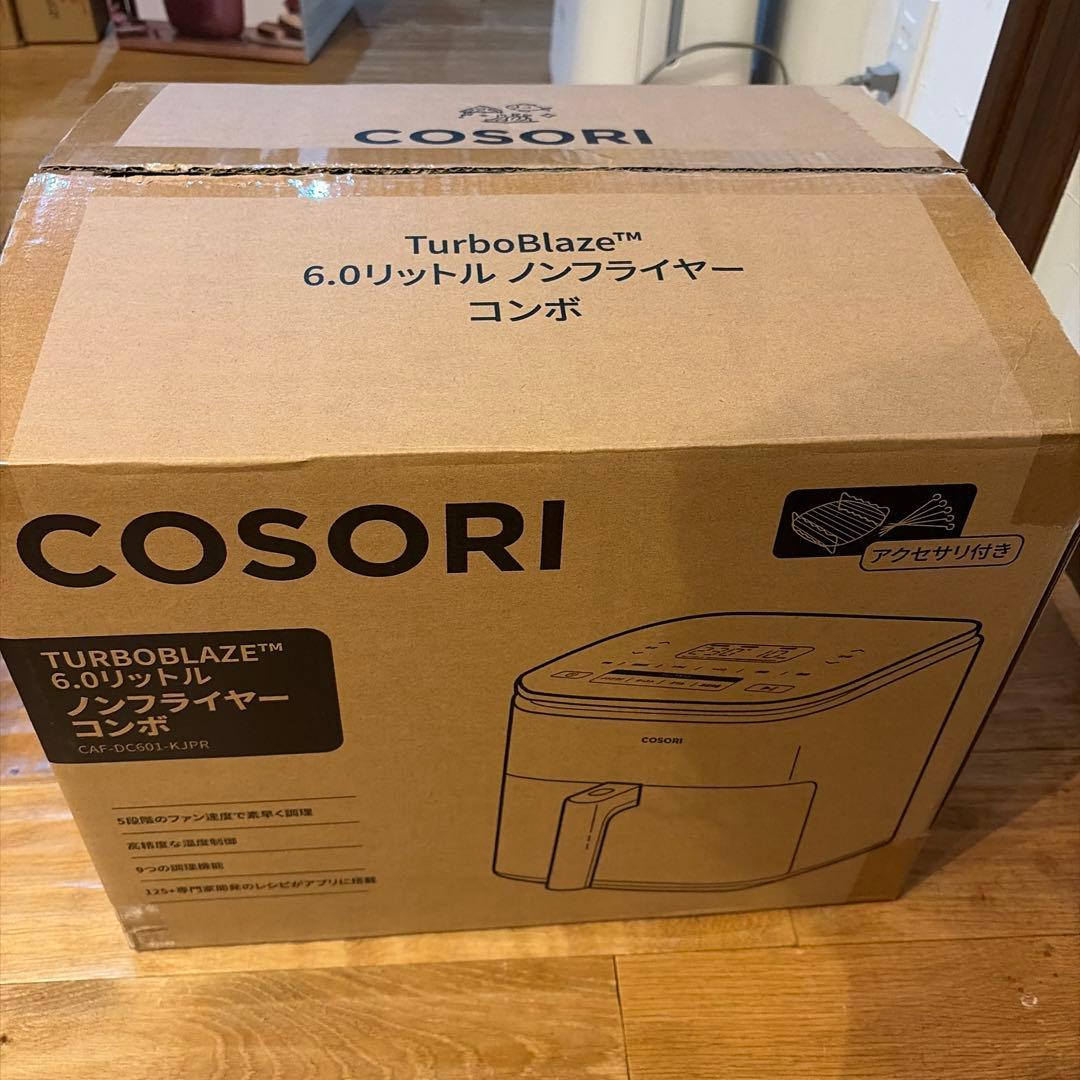 COSORI
TurboBlaze™
6.0リットル ノンフライヤー
コンボ
COSORI
アクセサリ付き
TURBOBLAZE™
6.0リットル
ノンフライヤー
コンボ
CAF-DC601-KJPR
COSORI
5段階のファン速度で素早く調理
高精度な温度制御
9つの調理機能
125+専門家開発のレシピがアプリに搭載